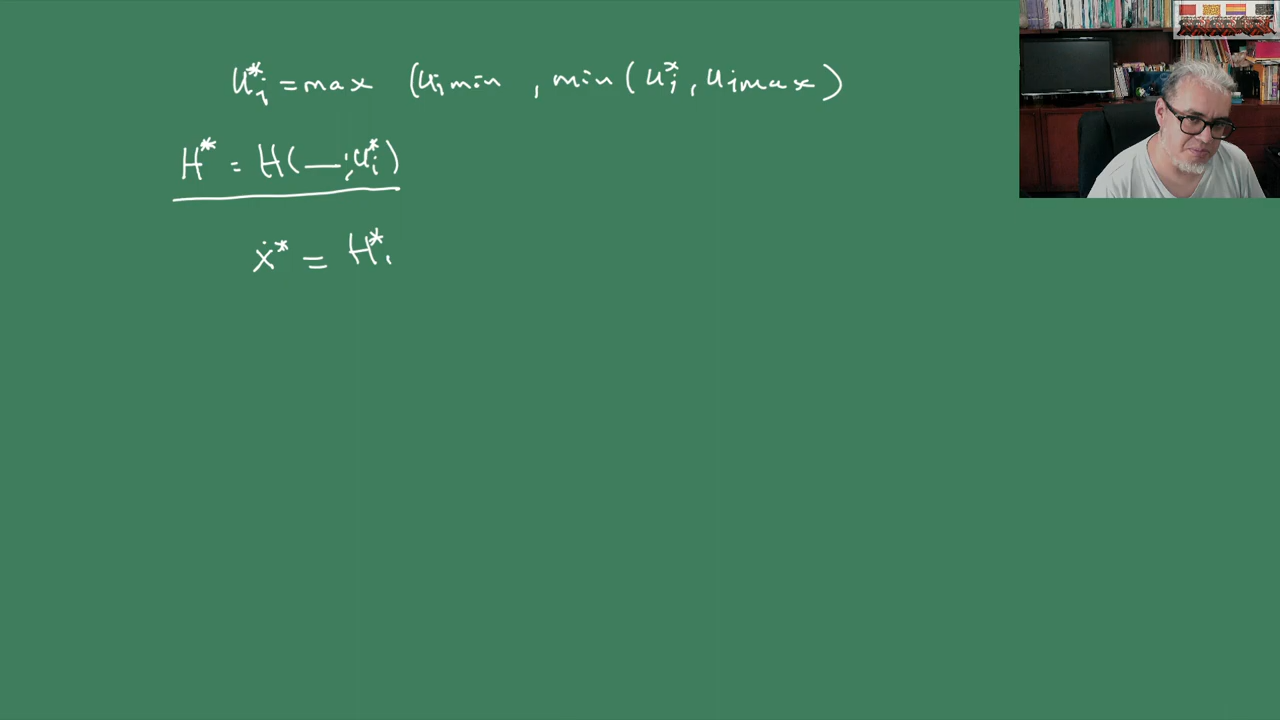 u*ᵢ = max (uᵢmin , min(u*ᵢ, uᵢmax)
H* = H(—; u*ᵢ)
ẋ* = H*